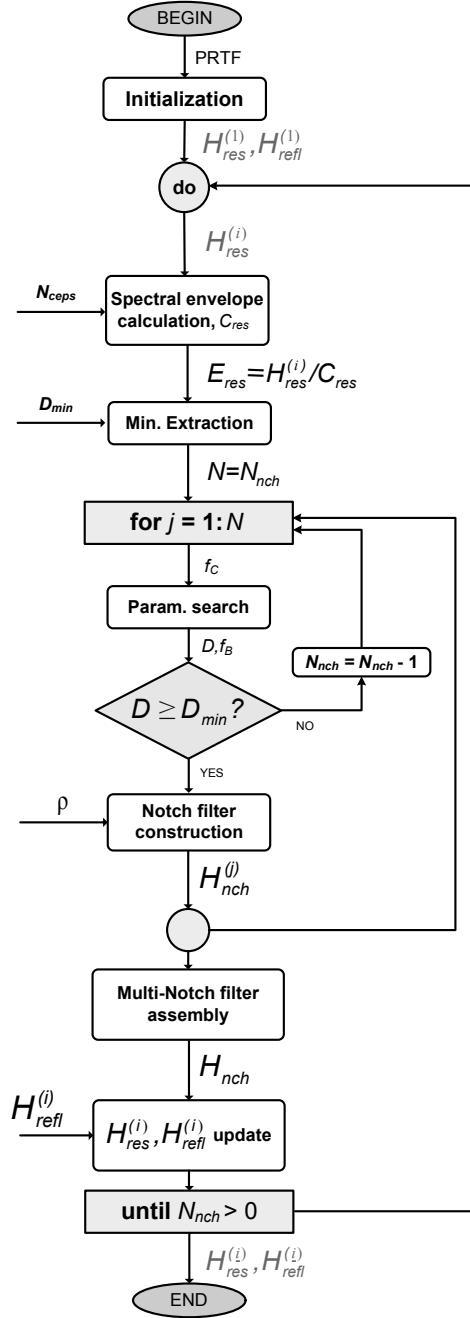 BEGIN
PRTF
Initialization
H_res^(1), H_refl^(1)
do
H_res^(i)
N_ceps
Spectral envelope
calculation, C_res
E_res=H_res^(i)/C_res
D_min
Min. Extraction
N=N_nch
for j = 1:N
f_C
Param. search
D,f_B
N_nch = N_nch - 1
D ≥ D_min?
NO
YES
ρ
Notch filter
construction
H_nch^(j)
Multi-Notch filter
assembly
H_nch
H_refl^(i)
H_res^(i), H_refl^(i) update
until N_nch > 0
H_res^(i), H_refl^(i)
END